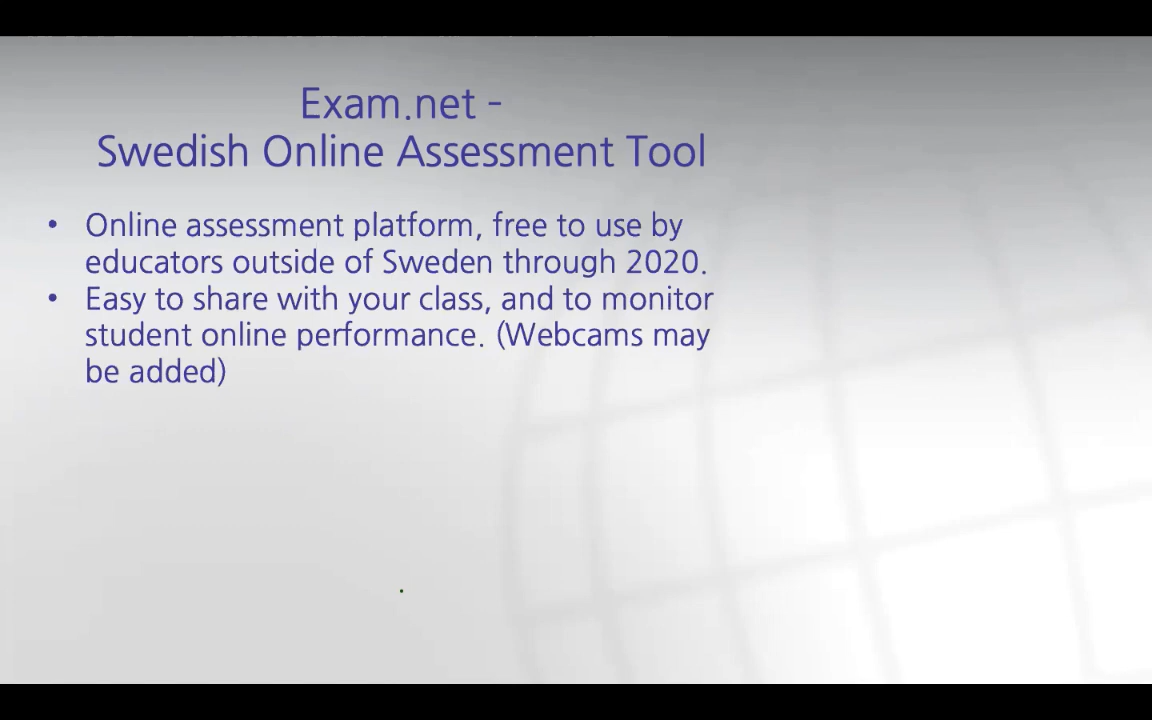 Exam.net -
Swedish Online Assessment Tool
• Online assessment platform, free to use by
educators outside of Sweden through 2020.
• Easy to share with your class, and to monitor
student online performance. (Webcams may
be added)